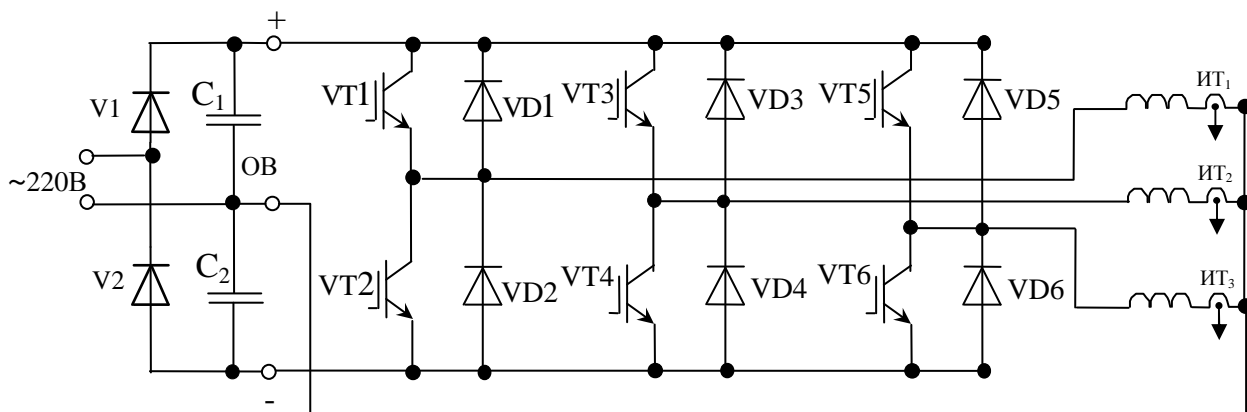 +
V1
C1
VT1
VD1
VT3
VD3
VT5
VD5
ИТ1
~220В
ОВ
ИТ2
V2
C2
VT2
VD2
VT4
VD4
VT6
VD6
ИТ3
-